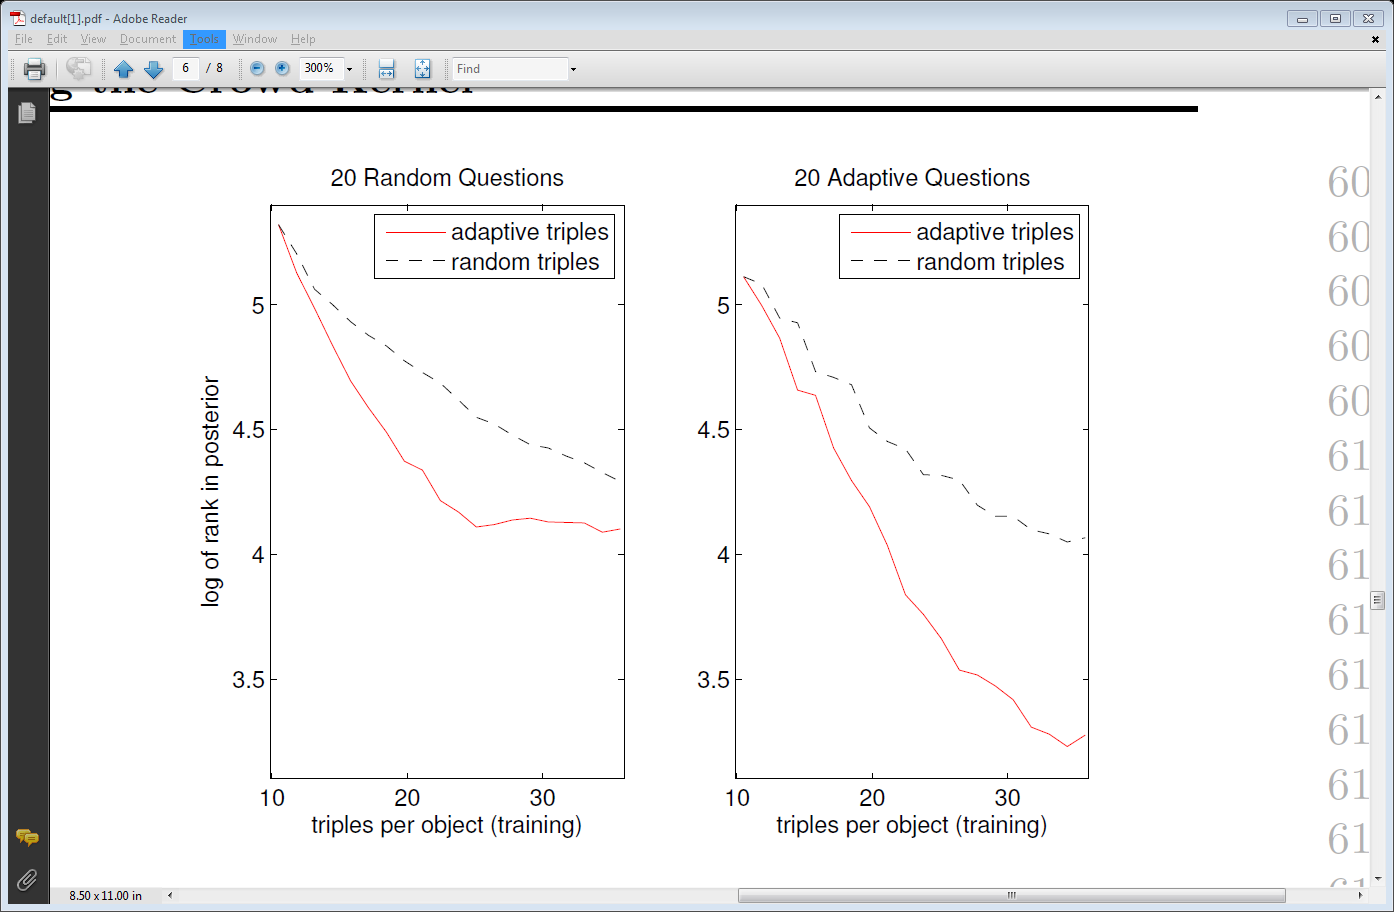 default[1].pdf - Adobe Reader
File Edit View Document Tools Window Help
6 / 8 300% Find
g the Crowd Kernel
20 Random Questions
adaptive triples
random triples
5
4.5
4
3.5
log of rank in posterior
10 20 30
triples per object (training)
20 Adaptive Questions
adaptive triples
random triples
5
4.5
4
3.5
10 20 30
triples per object (training)
60
60
60
60
60
61
61
61
61
61
61
61
61
61
8.50 x 11.00 in